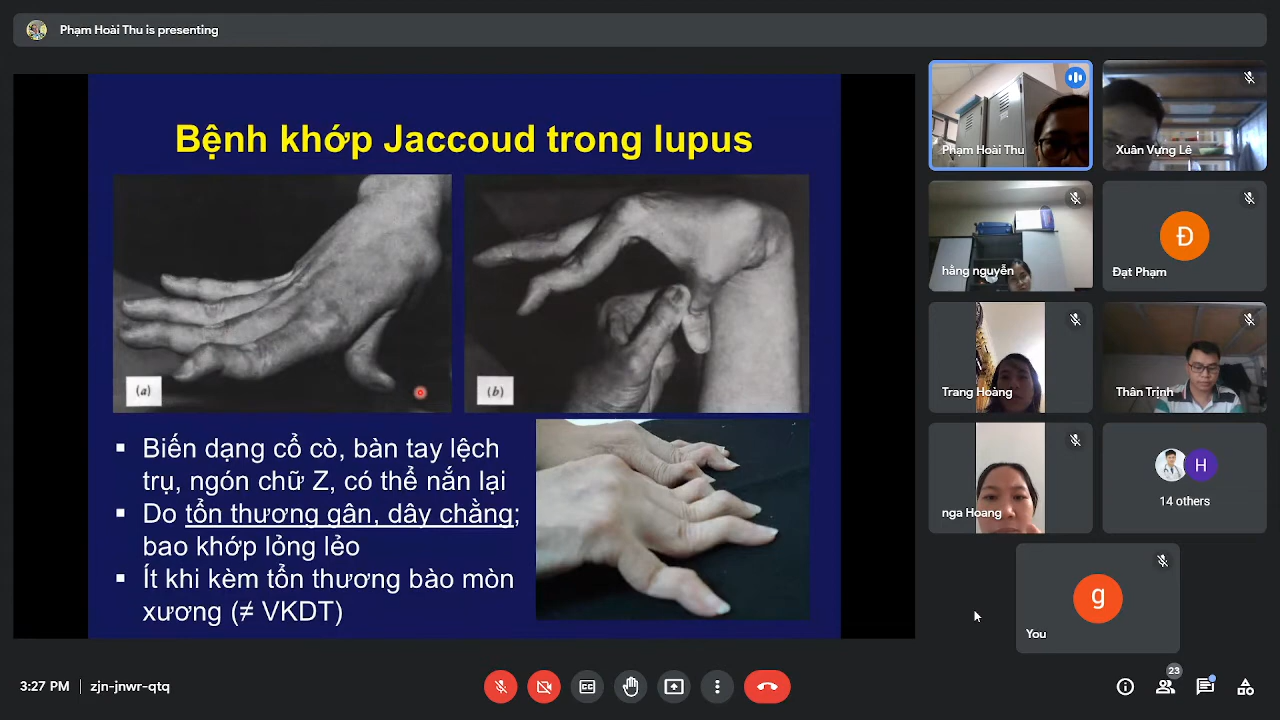 Phạm Hoài Thu is presenting
Bệnh khớp Jaccoud trong lupus
(a)
(b)
▪ Biến dạng cổ cò, bàn tay lệch
trụ, ngón chữ Z, có thể nắn lại
▪ Do tổn thương gân, dây chằng;
bao khớp lỏng lẻo
▪ Ít khi kèm tổn thương bào mòn
xương (≠ VKDT)
Phạm Hoài Thu
Xuân Vựng Lê
hằng nguyễn
Đ
Đạt Phạm
Trang Hoàng
Thân Trịnh
nga Hoang
H
14 others
g
You
3:27 PM | zjn-jnwr-qtq
23